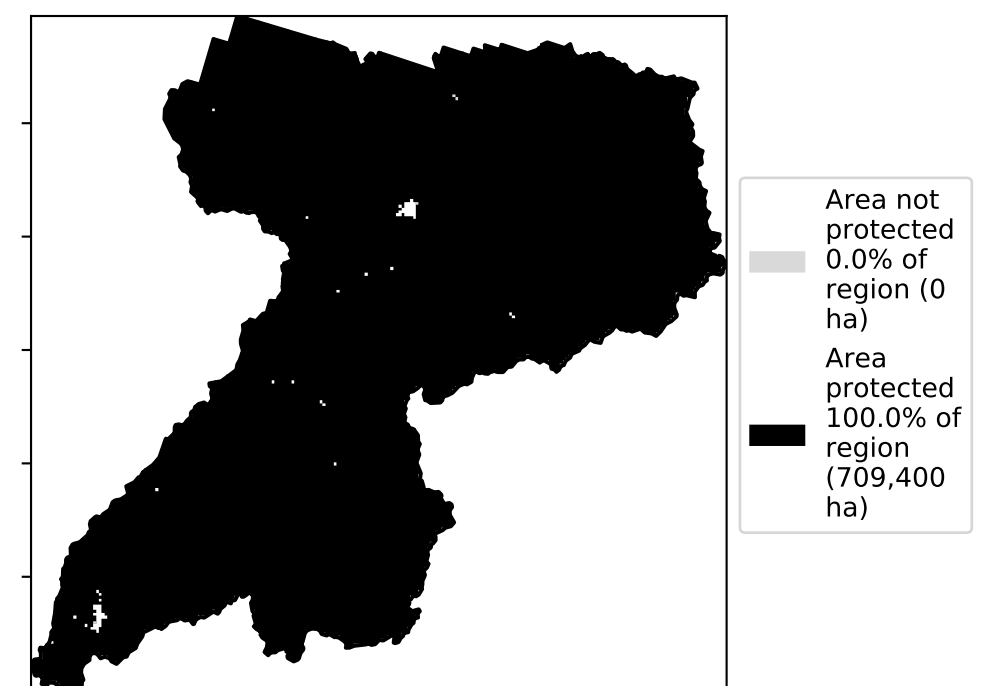 Area not
protected
0.0% of
region (0
ha)
Area
protected
100.0% of
region
(709,400
ha)